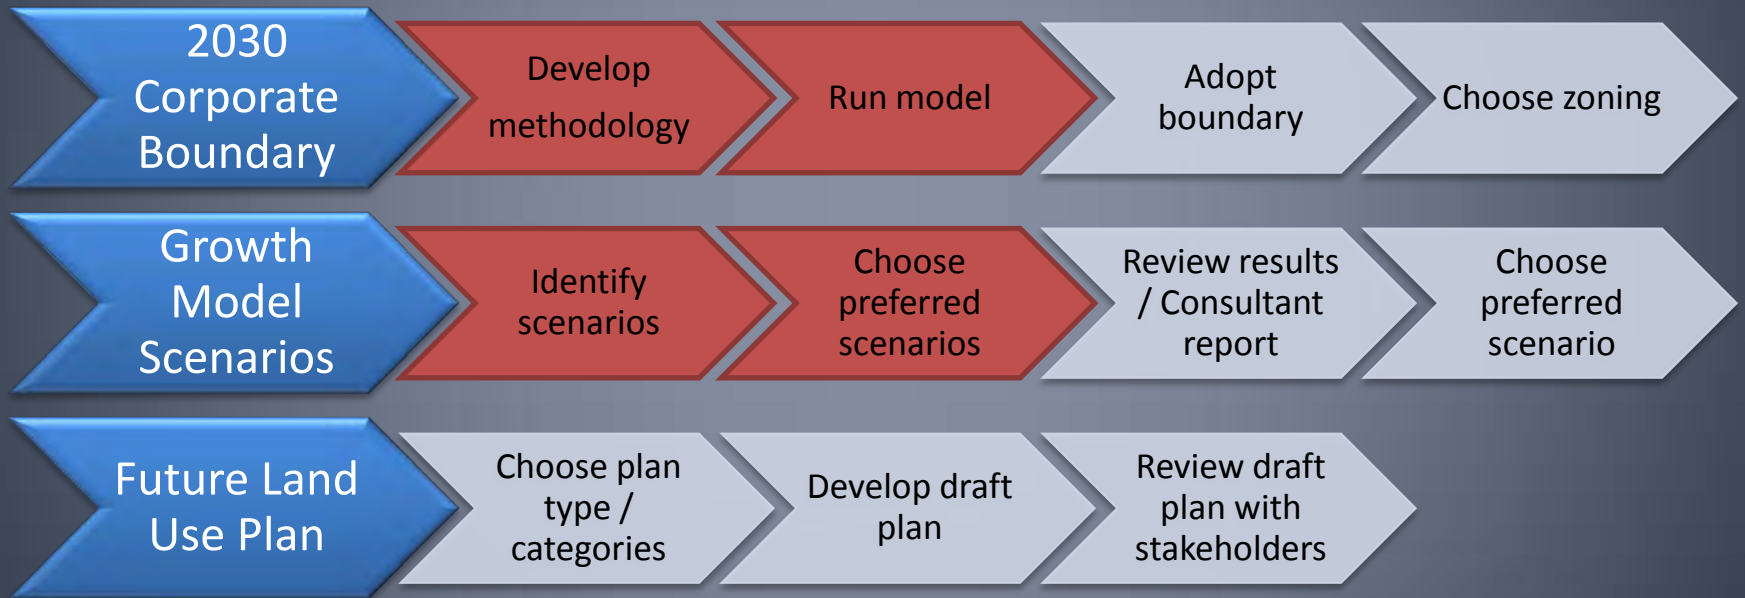 2030
Corporate
Boundary
Develop
methodology
Run model
Adopt
boundary
Choose zoning
Growth
Model
Scenarios
Identify
scenarios
Choose
preferred
scenarios
Review results
/ Consultant
report
Choose
preferred
scenario
Future Land
Use Plan
Choose plan
type /
categories
Develop draft
plan
Review draft
plan with
stakeholders